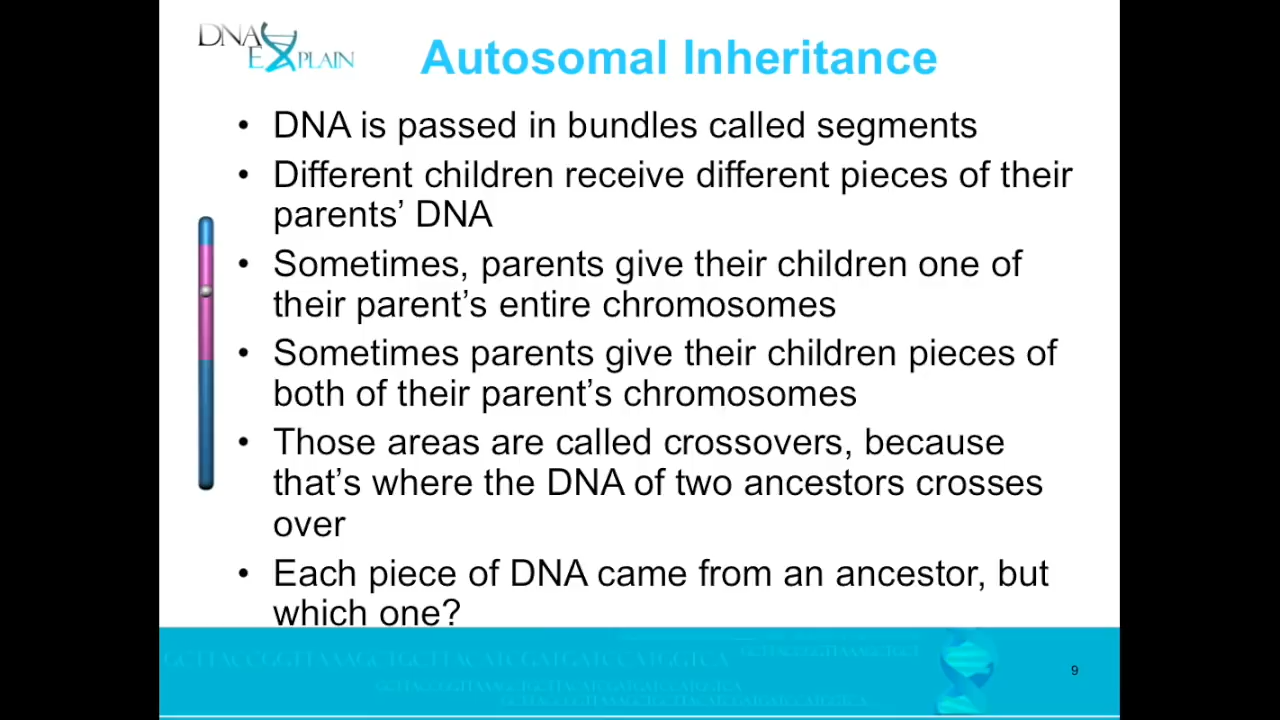 DNA
EXPLAIN
Autosomal Inheritance
• DNA is passed in bundles called segments
• Different children receive different pieces of their
parents’ DNA
• Sometimes, parents give their children one of
their parent’s entire chromosomes
• Sometimes parents give their children pieces of
both of their parent’s chromosomes
• Those areas are called crossovers, because
that’s where the DNA of two ancestors crosses
over
• Each piece of DNA came from an ancestor, but
which one?
9